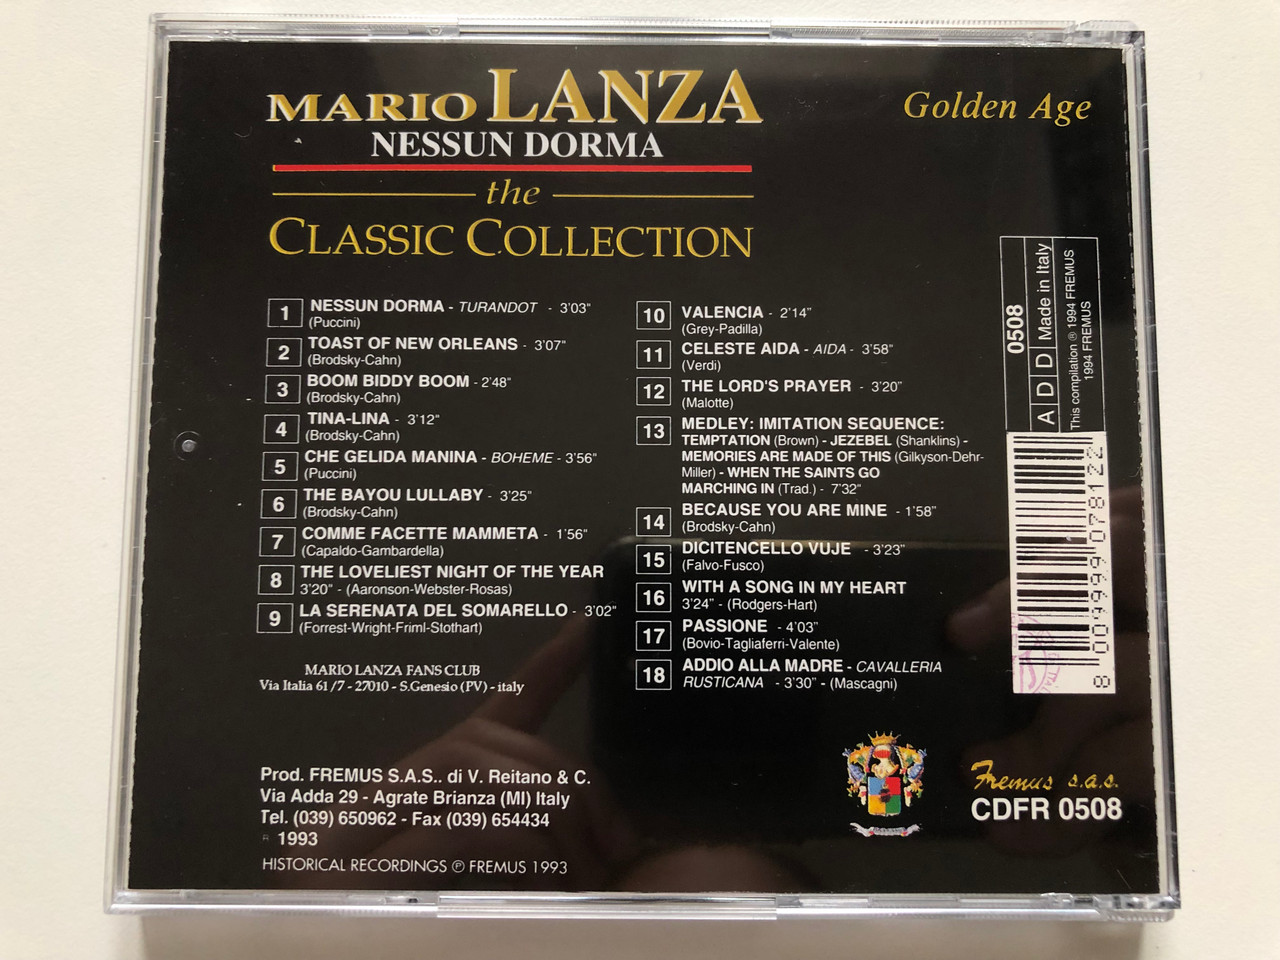 MARIO LANZA
NESSUN DORMA
the
CLASSIC COLLECTION
Golden Age
1 NESSUN DORMA - TURANDOT - 3'03"
(Puccini)
2 TOAST OF NEW ORLEANS - 3'07"
(Brodsky-Cahn)
3 BOOM BIDDY BOOM - 2'48"
(Brodsky-Cahn)
4 TINA-LINA - 3'12"
(Brodsky-Cahn)
5 CHE GELIDA MANINA - BOHEME - 3'56"
(Puccini)
6 THE BAYOU LULLABY - 3'25"
(Brodsky-Cahn)
7 COMME FACETTE MAMMETA - 1'56"
(Capaldo-Gambardella)
8 THE LOVELIEST NIGHT OF THE YEAR
3'20" - (Aaronson-Webster-Rosas)
9 LA SERENATA DEL SOMARELLO - 3'02"
(Forrest-Wright-Friml-Stothart)
10 VALENCIA - 2'14"
(Grey-Padilla)
11 CELESTE AIDA - AIDA - 3'58"
(Verdi)
12 THE LORD'S PRAYER - 3'20"
(Malotte)
13 MEDLEY: IMITATION SEQUENCE:
TEMPTATION (Brown) - JEZEBEL (Shanklins) -
MEMORIES ARE MADE OF THIS (Gilkyson-Dehr-
Miller) - WHEN THE SAINTS GO
MARCHING IN (Trad.) - 7'32"
14 BECAUSE YOU ARE MINE - 1'58"
(Brodsky-Cahn)
15 DICITENCELLO VUJE - 3'23"
(Falvo-Fusco)
16 WITH A SONG IN MY HEART
3'24" - (Rodgers-Hart)
17 PASSIONE - 4'03"
(Bovio-Tagliaferri-Valente)
18 ADDIO ALLA MADRE - CAVALLERIA
RUSTICANA - 3'30" - (Mascagni)
MARIO LANZA FANS CLUB
Via Italia 61/7 - 27010 - S.Genesio (PV) - italy
Prod. FREMUS S.A.S.. di V. Reitano & C.
Via Adda 29 - Agrate Brianza (MI) Italy
Tel. (039) 650962 - Fax (039) 654434
1993
HISTORICAL RECORDINGS ℗ FREMUS 1993
0508
A D D Made in Italy
This compilation ℗ 1994 FREMUS
1994 FREMUS
8 001999 078122
Fremus s.a.s.
CDFR 0508